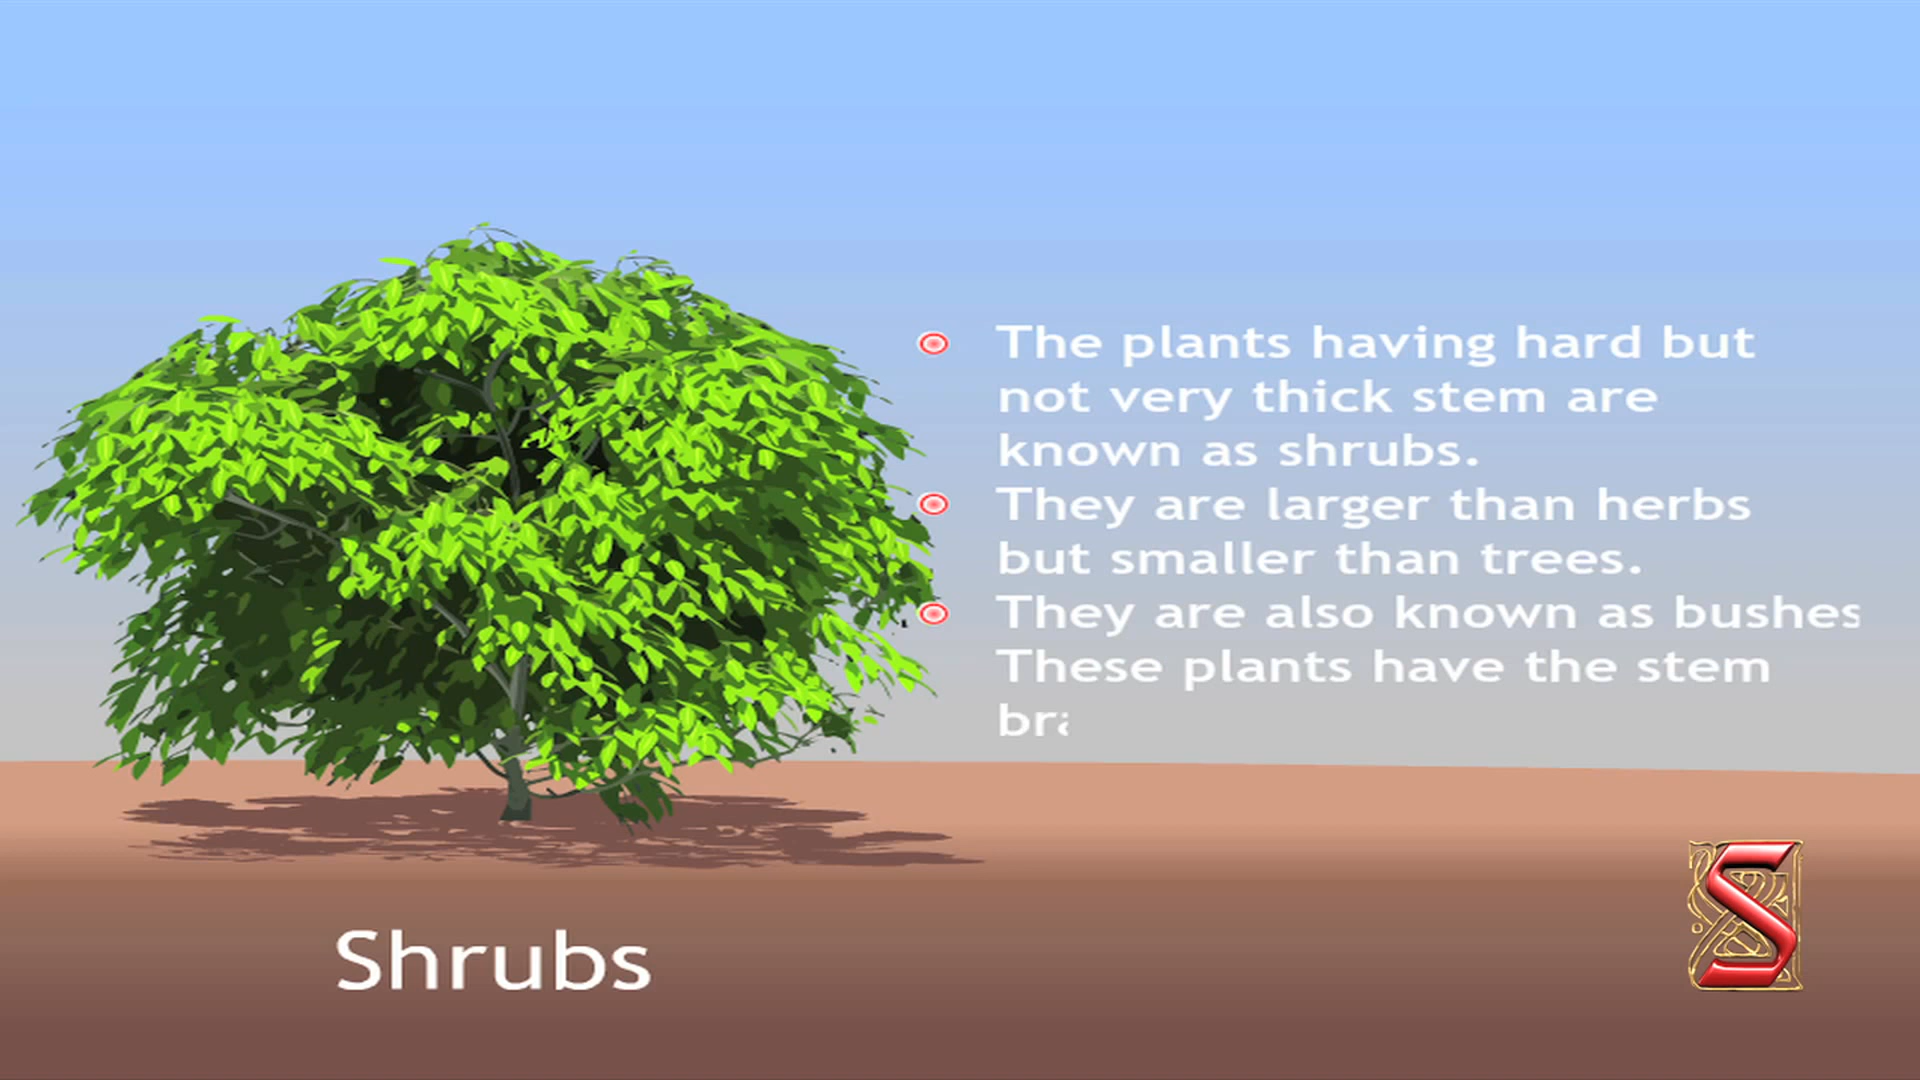 The plants having hard but
not very thick stem are
known as shrubs.
They are larger than herbs
but smaller than trees.
They are also known as bushes
These plants have the stem
bra
Shrubs
S